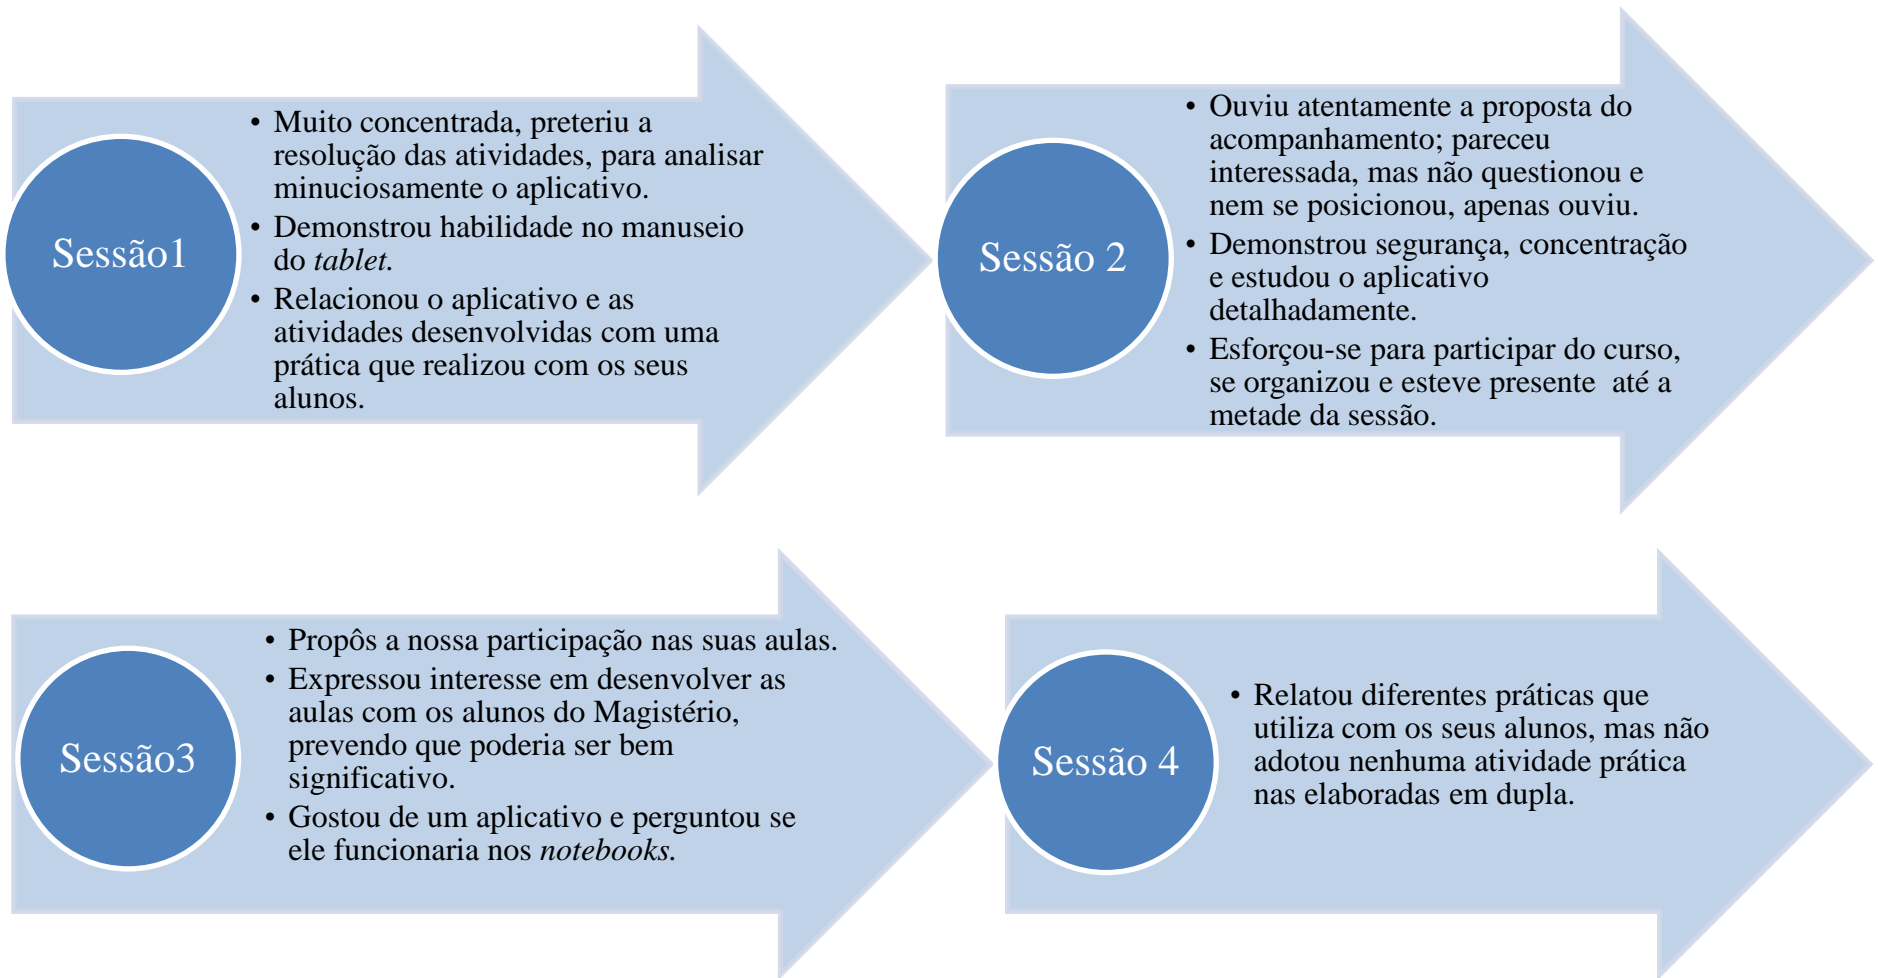 Sessão1
• Muito concentrada, preteriu a
resolução das atividades, para analisar
minuciosamente o aplicativo.
• Demonstrou habilidade no manuseio
do tablet.
• Relacionou o aplicativo e as
atividades desenvolvidas com uma
prática que realizou com os seus
alunos.
Sessão 2
• Ouviu atentamente a proposta do
acompanhamento; pareceu
interessada, mas não questionou e
nem se posicionou, apenas ouviu.
• Demonstrou segurança, concentração
e estudou o aplicativo
detalhadamente.
• Esforçou-se para participar do curso,
se organizou e esteve presente até a
metade da sessão.
Sessão3
• Propôs a nossa participação nas suas aulas.
• Expressou interesse em desenvolver as
aulas com os alunos do Magistério,
prevendo que poderia ser bem
significativo.
• Gostou de um aplicativo e perguntou se
ele funcionaria nos notebooks.
Sessão 4
• Relatou diferentes práticas que
utiliza com os seus alunos, mas não
adotou nenhuma atividade prática
nas elaboradas em dupla.